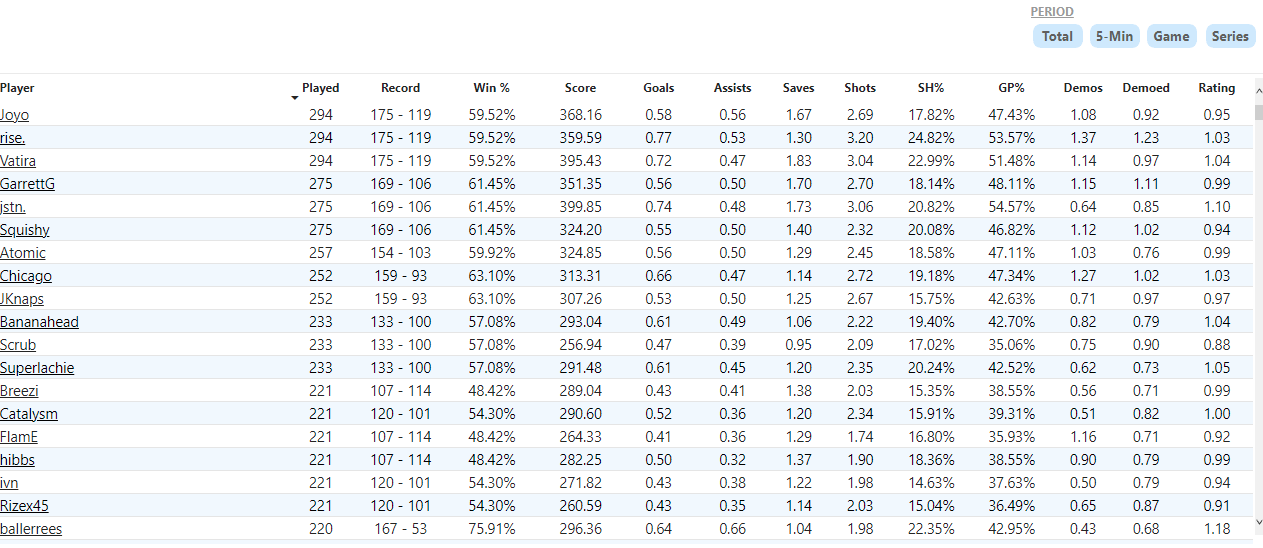 PERIOD
Total 5-Min Game Series
Player Played Record Win % Score Goals Assists Saves Shots SH% GP% Demos Demoed Rating
Joyo 294 175 - 119 59.52% 368.16 0.58 0.56 1.67 2.69 17.82% 47.43% 1.08 0.92 0.95
rise. 294 175 - 119 59.52% 359.59 0.77 0.53 1.30 3.20 24.82% 53.57% 1.37 1.23 1.03
Vatira 294 175 - 119 59.52% 395.43 0.72 0.47 1.83 3.04 22.99% 51.48% 1.14 0.97 1.04
GarrettG 275 169 - 106 61.45% 351.35 0.56 0.50 1.70 2.70 18.14% 48.11% 1.15 1.11 0.99
jstn. 275 169 - 106 61.45% 399.85 0.74 0.48 1.73 3.06 20.82% 54.57% 0.64 0.85 1.10
Squishy 275 169 - 106 61.45% 324.20 0.55 0.50 1.40 2.32 20.08% 46.82% 1.12 1.02 0.94
Atomic 257 154 - 103 59.92% 324.85 0.56 0.50 1.29 2.45 18.58% 47.11% 1.03 0.76 0.99
Chicago 252 159 - 93 63.10% 313.31 0.66 0.47 1.14 2.72 19.18% 47.34% 1.27 1.02 1.03
JKnaps 252 159 - 93 63.10% 307.26 0.53 0.50 1.25 2.67 15.75% 42.63% 0.71 0.97 0.97
Bananahead 233 133 - 100 57.08% 293.04 0.61 0.49 1.06 2.22 19.40% 42.70% 0.82 0.79 1.04
Scrub 233 133 - 100 57.08% 256.94 0.47 0.39 0.95 2.09 17.02% 35.06% 0.75 0.90 0.88
Superlachie 233 133 - 100 57.08% 291.48 0.61 0.45 1.20 2.35 20.24% 42.52% 0.62 0.73 1.05
Breezi 221 107 - 114 48.42% 289.04 0.43 0.41 1.38 2.03 15.35% 38.55% 0.56 0.71 0.99
Catalysm 221 120 - 101 54.30% 290.60 0.52 0.36 1.20 2.34 15.91% 39.31% 0.51 0.82 1.00
FlamE 221 107 - 114 48.42% 264.33 0.41 0.36 1.29 1.74 16.80% 35.93% 1.16 0.71 0.92
hibbs 221 107 - 114 48.42% 282.25 0.50 0.32 1.37 1.90 18.36% 38.55% 0.90 0.79 0.99
ivn 221 120 - 101 54.30% 271.82 0.43 0.38 1.22 1.98 14.63% 37.63% 0.50 0.79 0.94
Rizex45 221 120 - 101 54.30% 260.59 0.43 0.35 1.14 2.03 15.04% 36.49% 0.65 0.87 0.91
ballerrees 220 167 - 53 75.91% 296.36 0.64 0.66 1.04 1.98 22.35% 42.95% 0.43 0.68 1.18